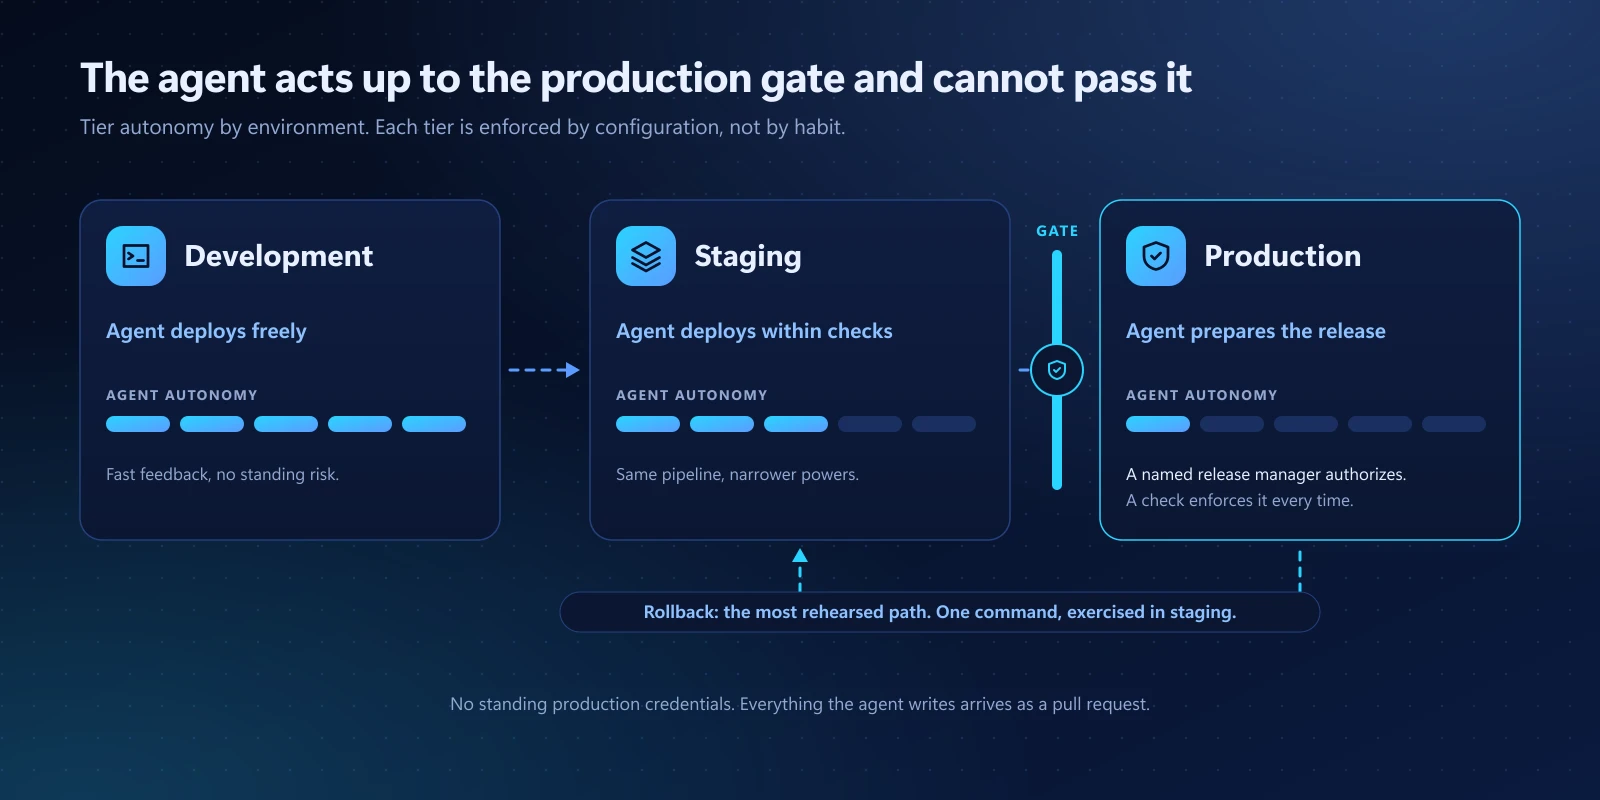 The agent acts up to the production gate and cannot pass it
Tier autonomy by environment. Each tier is enforced by configuration, not by habit.
Development
Agent deploys freely
AGENT AUTONOMY
Fast feedback, no standing risk.
Staging
Agent deploys within checks
AGENT AUTONOMY
Same pipeline, narrower powers.
GATE
Production
Agent prepares the release
AGENT AUTONOMY
A named release manager authorizes.
A check enforces it every time.
Rollback: the most rehearsed path. One command, exercised in staging.
No standing production credentials. Everything the agent writes arrives as a pull request.